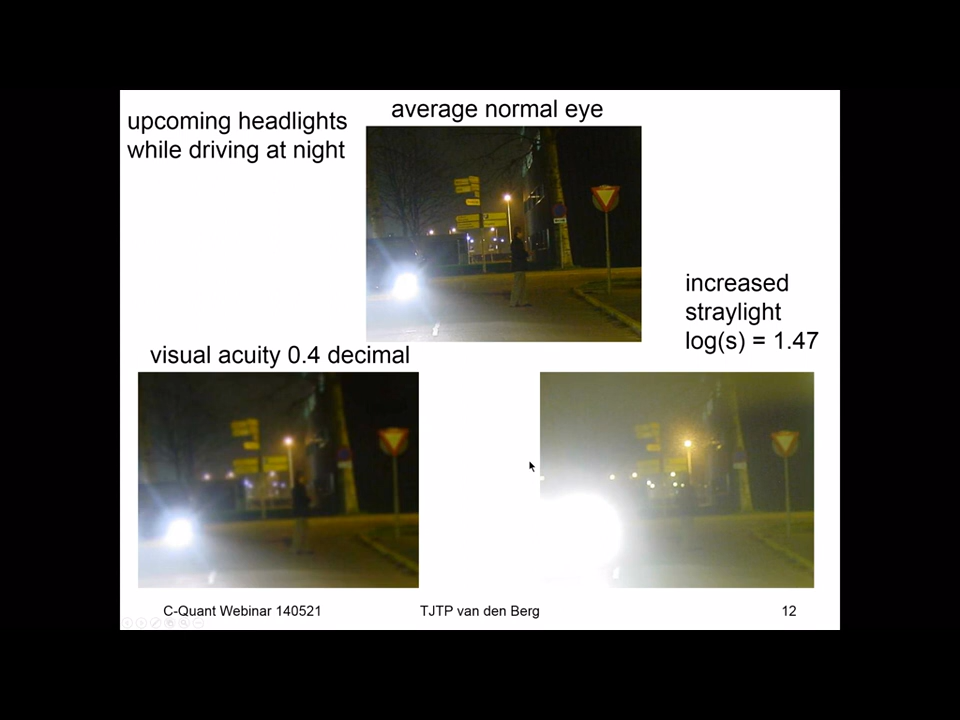 upcoming headlights
while driving at night
average normal eye
increased
straylight
log(s) = 1.47
visual acuity 0.4 decimal
C-Quant Webinar 140521
TJTP van den Berg
12